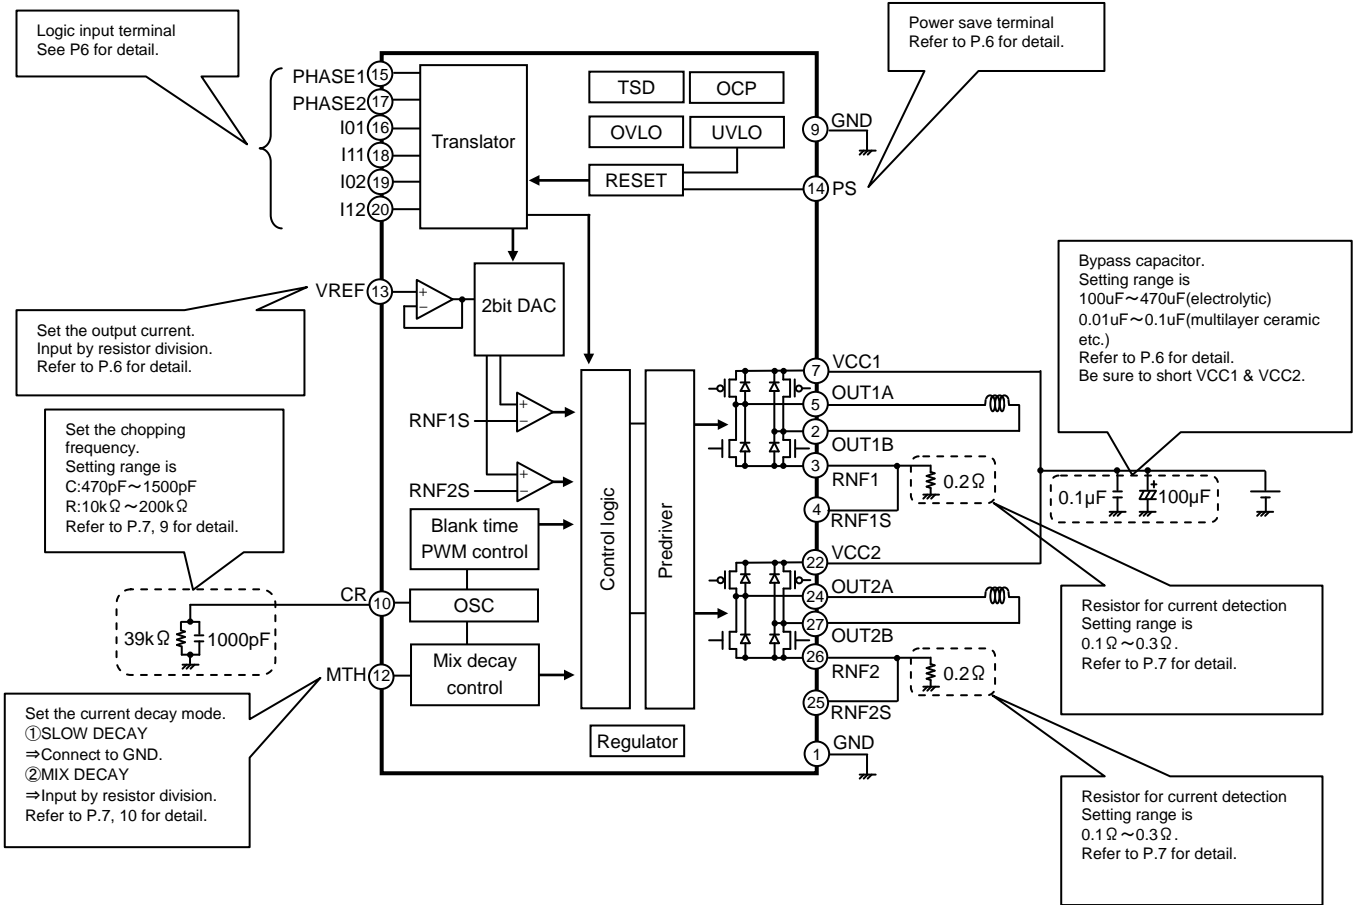 Logic input terminal
See P6 for detail.
Power save terminal
Refer to P.6 for detail.
PHASE1 15
PHASE2 17
I01 16
I11 18
I02 19
I12 20
Translator
TSD
OCP
OVLO
UVLO
RESET
9 GND
14 PS
VREF 13
+
−
2bit DAC
Set the output current.
Input by resistor division.
Refer to P.6 for detail.
Bypass capacitor.
Setting range is
100uF～470uF(electrolytic)
0.01uF～0.1uF(multilayer ceramic
etc.)
Refer to P.6 for detail.
Be sure to short VCC1 & VCC2.
Set the chopping
frequency.
Setting range is
C:470pF～1500pF
R:10kΩ～200kΩ
Refer to P.7, 9 for detail.
RNF1S
+
−
RNF2S
+
−
Blank time
PWM control
OSC
Mix decay
control
Control logic
Predriver
Regulator
7 VCC1
5 OUT1A
2 OUT1B
3 RNF1
4 RNF1S
0.2Ω
0.1µF
+
100µF
22 VCC2
24 OUT2A
27 OUT2B
26 RNF2
25 RNF2S
0.2Ω
1 GND
CR 10
39kΩ
1000pF
MTH 12
Set the current decay mode.
①SLOW DECAY
⇒Connect to GND.
②MIX DECAY
⇒Input by resistor division.
Refer to P.7, 10 for detail.
Resistor for current detection
Setting range is
0.1Ω～0.3Ω.
Refer to P.7 for detail.
Resistor for current detection
Setting range is
0.1Ω～0.3Ω.
Refer to P.7 for detail.